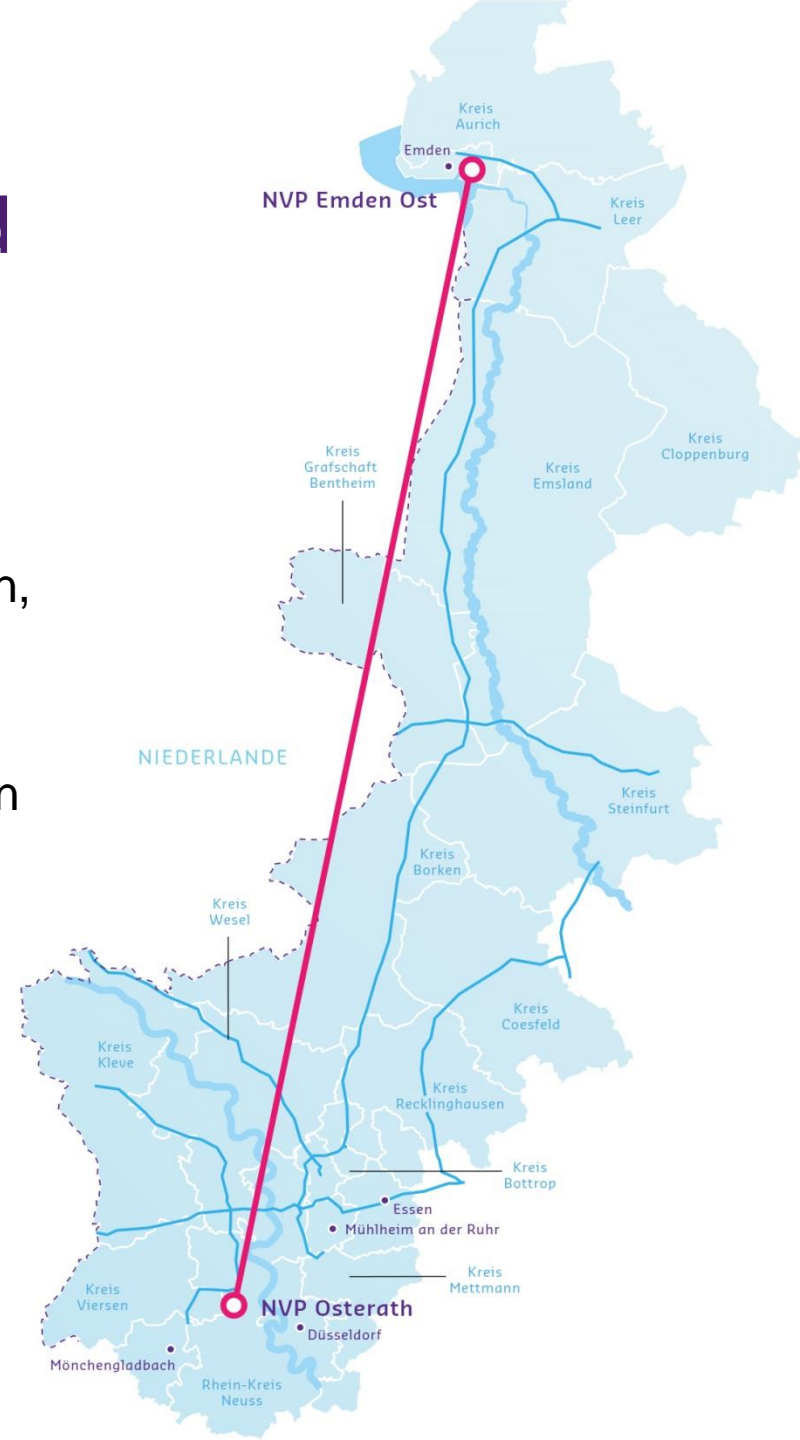 Kreis
Aurich
Emden
NVP Emden Ost
Kreis
Leer
Kreis
Grafschaft
Bentheim
Kreis
Cloppenburg
Kreis
Emsland
n,
NIEDERLANDE
n
Kreis
Steinfurt
Kreis
Borken
Kreis
Wesel
Kreis
Coesfeld
Kreis
Kleve
Kreis
Recklinghausen
Kreis
Bottrop
Essen
Mühlheim an der Ruhr
Kreis
Mettmann
Kreis
Viersen
NVP Osterath
Düsseldorf
Mönchengladbach
Rhein-Kreis
Neuss